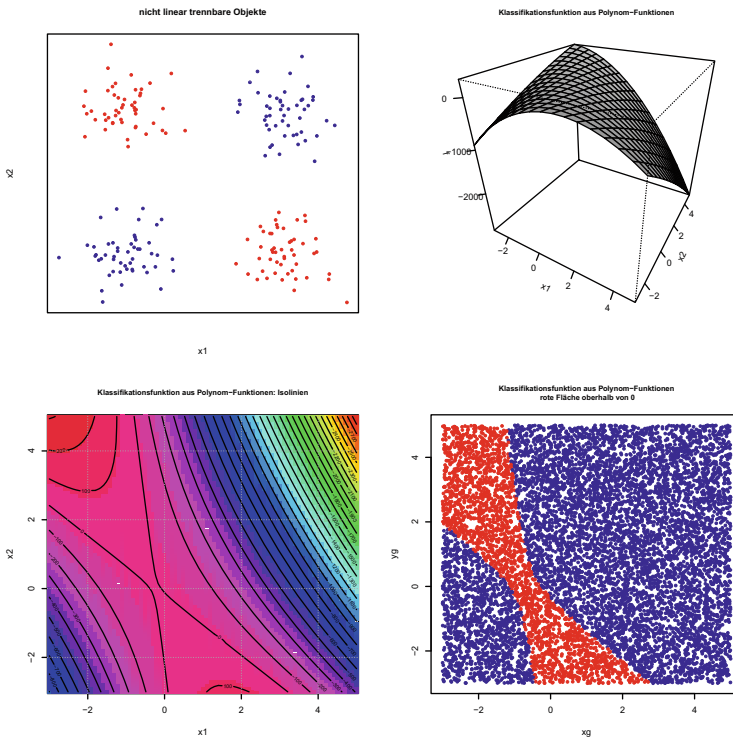 nicht linear trennbare Objekte
x2
x1
Klassifikationsfunktion aus Polynom−Funktionen
0
−1000
−2000
−2
0
2
4
x1
−2
0
2
4
x2
Klassifikationsfunktion aus Polynom−Funktionen: Isolinien
4
2
0
−2
x2
−2
0
2
4
x1
Klassifikationsfunktion aus Polynom−Funktionen
rote Fläche oberhalb von 0
4
2
0
−2
yg
−2
0
2
4
xg